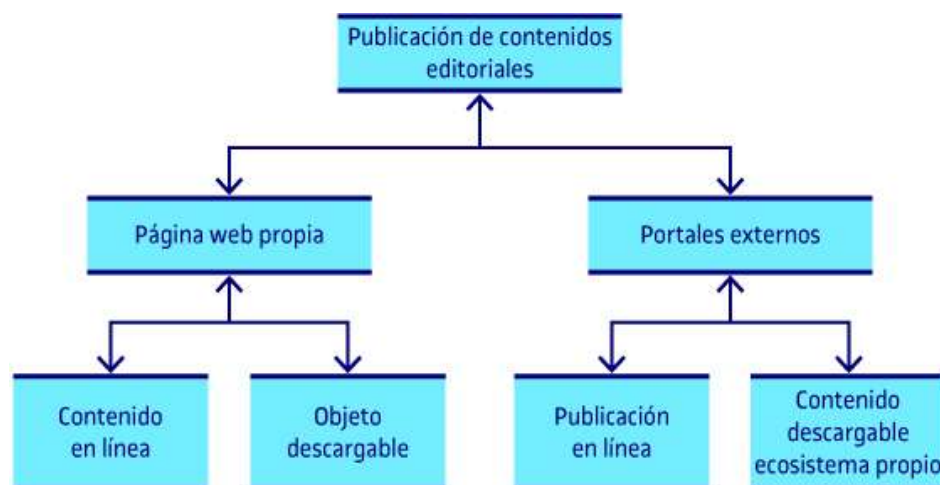 Publicación de contenidos
editoriales
Página web propia
Portales externos
Contenido
en línea
Objeto
descargable
Publicación
en línea
Contenido
descargable
ecosistema propio